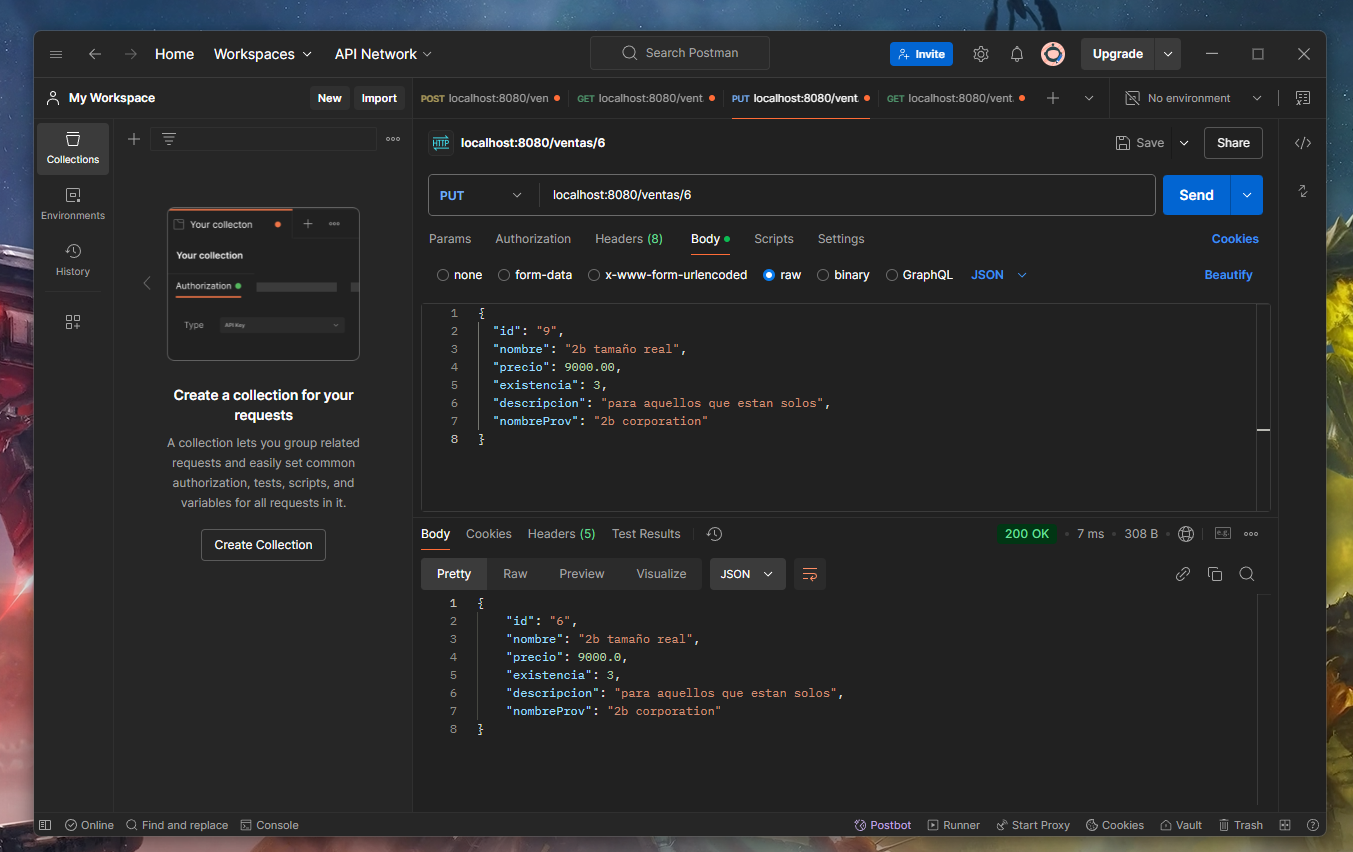 Home Workspaces API Network Search Postman Invite Upgrade
My Workspace New Import POST localhost:8080/ven GET localhost:8080/vent PUT localhost:8080/vent GET localhost:8080/vent No environment
Collections
Environments
History
Your collecton
Your collection
Authorization
Type API Key
Create a collection for your
requests
A collection lets you group related
requests and easily set common
authorization, tests, scripts, and
variables for all requests in it.
Create Collection
HTTP localhost:8080/ventas/6 Save Share
PUT localhost:8080/ventas/6 Send
Params Authorization Headers (8) Body Scripts Settings Cookies
none form-data x-www-form-urlencoded raw binary GraphQL JSON Beautify
1 {
2 "id": "9",
3 "nombre": "2b tamaño real",
4 "precio": 9000.00,
5 "existencia": 3,
6 "descripcion": "para aquellos que estan solos",
7 "nombreProv": "2b corporation"
8 }
Body Cookies Headers (5) Test Results 200 OK • 7 ms • 308 B e.g.
Pretty Raw Preview Visualize JSON
1 {
2 "id": "6",
3 "nombre": "2b tamaño real",
4 "precio": 9000.0,
5 "existencia": 3,
6 "descripcion": "para aquellos que estan solos",
7 "nombreProv": "2b corporation"
8 }
Online Find and replace Console Postbot Runner Start Proxy Cookies Vault Trash